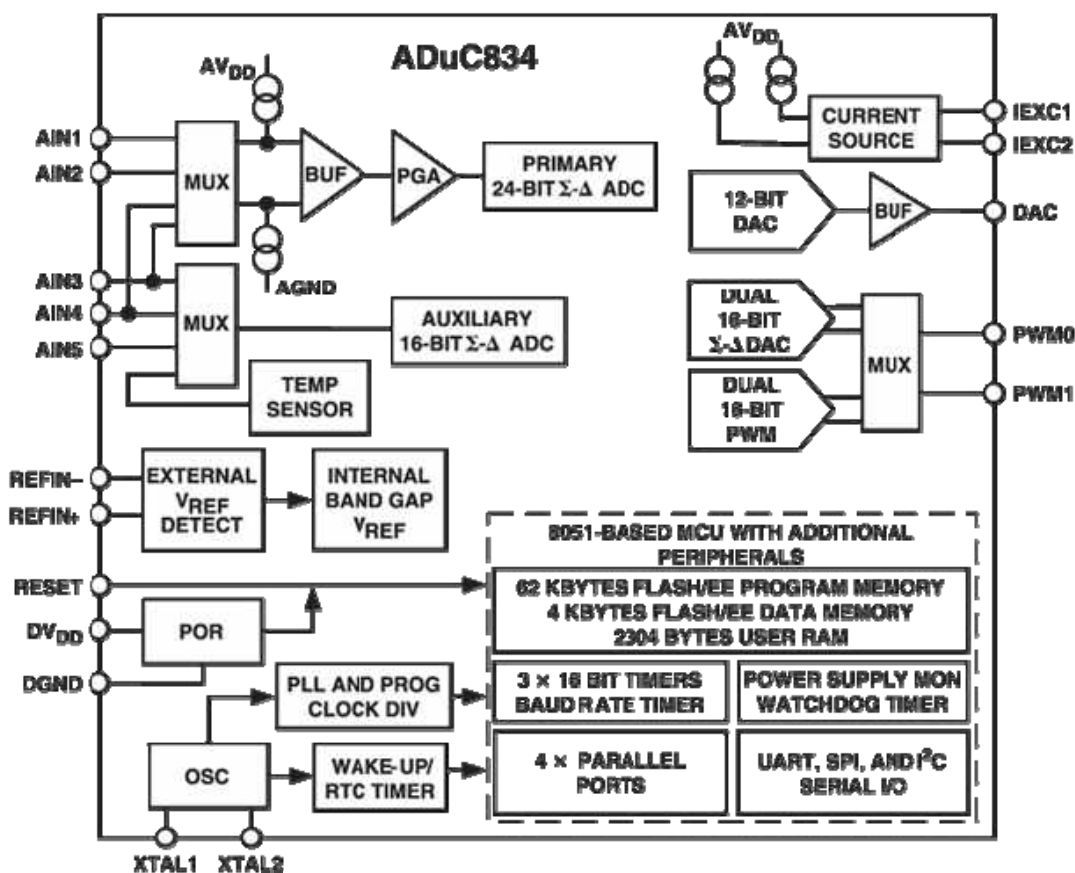 ADuC834
AVDD
AIN1
AIN2
MUX
BUF
PGA
PRIMARY
24-BIT Σ-Δ ADC
AGND
AIN3
AIN4
AIN5
MUX
AUXILIARY
16-BIT Σ-Δ ADC
TEMP
SENSOR
AVDD
CURRENT
SOURCE
IEXC1
IEXC2
12-BIT
DAC
BUF
DAC
DUAL
16-BIT
Σ-Δ DAC
DUAL
16-BIT
PWM
MUX
PWM0
PWM1
REFIN–
REFIN+
EXTERNAL
VREF
DETECT
INTERNAL
BAND GAP
VREF
RESET
DVDD
DGND
POR
PLL AND PROG
CLOCK DIV
OSC
WAKE-UP/
RTC TIMER
XTAL1
XTAL2
8051-BASED MCU WITH ADDITIONAL
PERIPHERALS
62 KBYTES FLASH/EE PROGRAM MEMORY
4 KBYTES FLASH/EE DATA MEMORY
2304 BYTES USER RAM
3 × 16 BIT TIMERS
BAUD RATE TIMER
POWER SUPPLY MON
WATCHDOG TIMER
4 × PARALLEL
PORTS
UART, SPI, AND I²C
SERIAL I/O